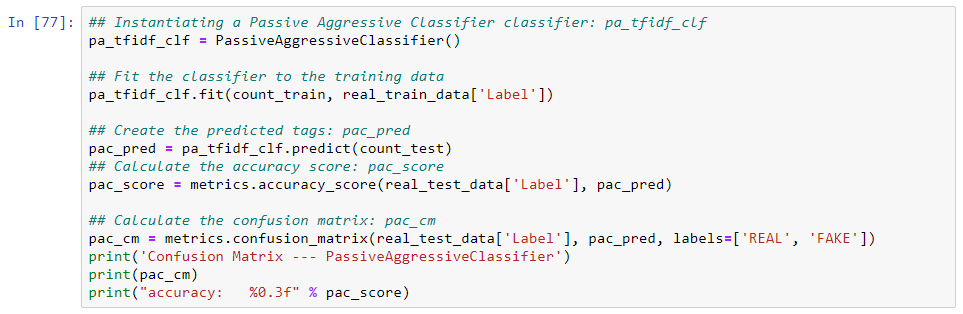 In [77]: ## Instantiating a Passive Aggressive Classifier classifier: pa_tfidf_clf
pa_tfidf_clf = PassiveAggressiveClassifier()
## Fit the classifier to the training data
pa_tfidf_clf.fit(count_train, real_train_data['Label'])
## Create the predicted tags: pac_pred
pac_pred = pa_tfidf_clf.predict(count_test)
## Calculate the accuracy score: pac_score
pac_score = metrics.accuracy_score(real_test_data['Label'], pac_pred)
## Calculate the confusion matrix: pac_cm
pac_cm = metrics.confusion_matrix(real_test_data['Label'], pac_pred, labels=['REAL', 'FAKE'])
print('Confusion Matrix --- PassiveAggressiveClassifier')
print(pac_cm)
print("accuracy:   %0.3f" % pac_score)